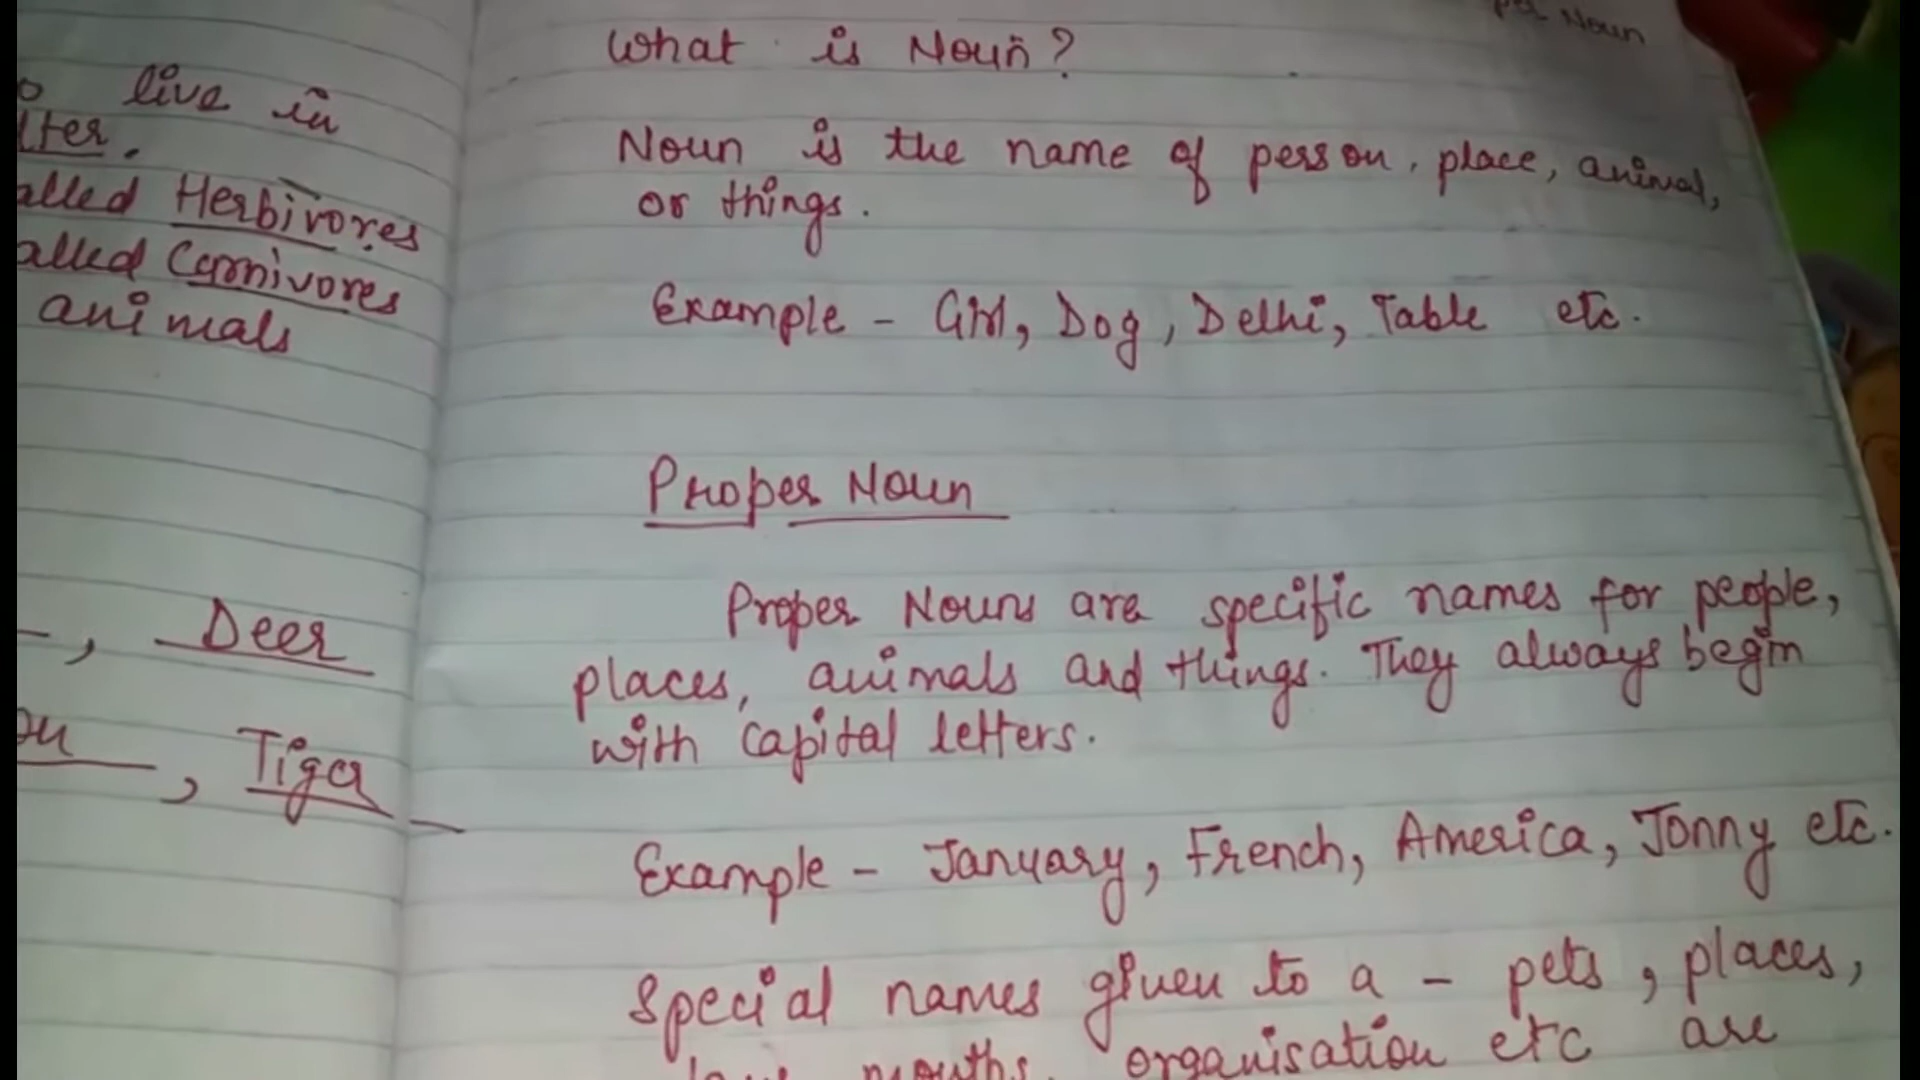 live in
lter.
alled Herbivores
alled Carnivores
animals
, Deer
, Tiger
Noun
What is Noun?
Noun is the name of person, place, animal,
or things.
Example - Girl, Dog, Delhi, Table etc.
Proper Noun
Proper Nouns are specific names for people,
places, animals and things. They always begin
with capital letters.
Example - January, French, America, Jonny etc.
Special names given to a - pets, places,
months, organisation etc are